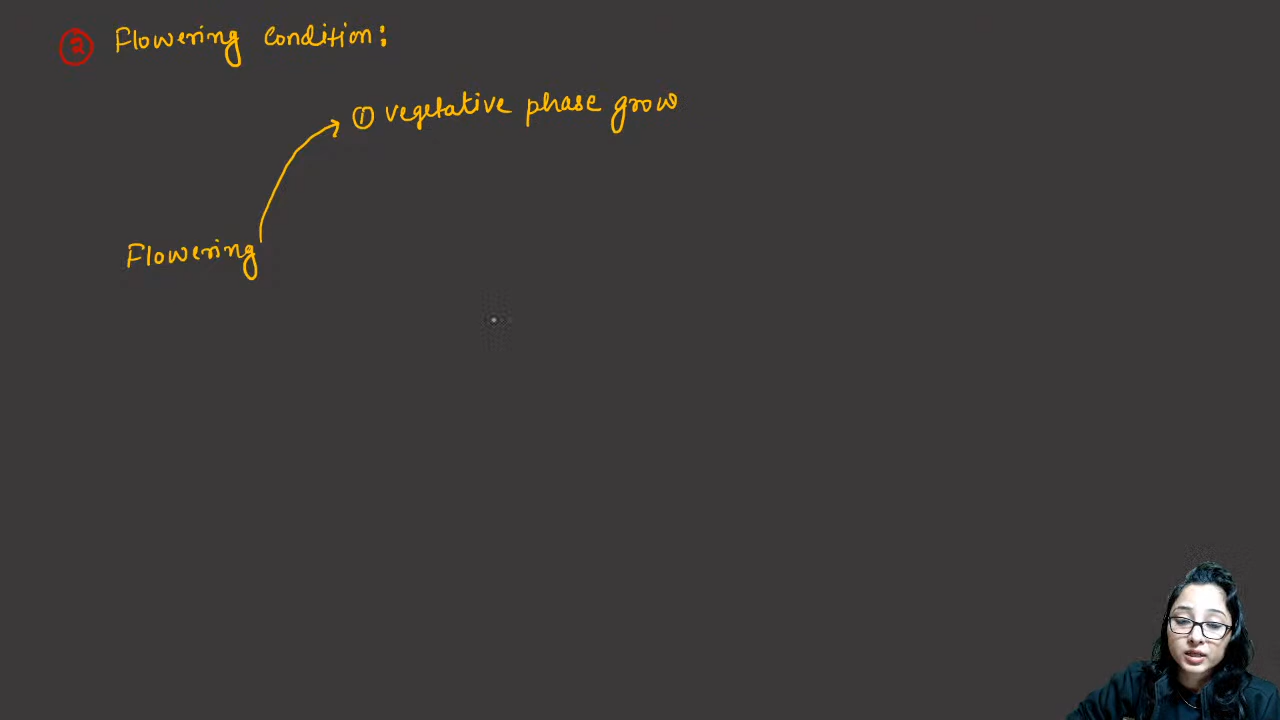 ② Flowering condition:
① vegetative phase grow
Flowering